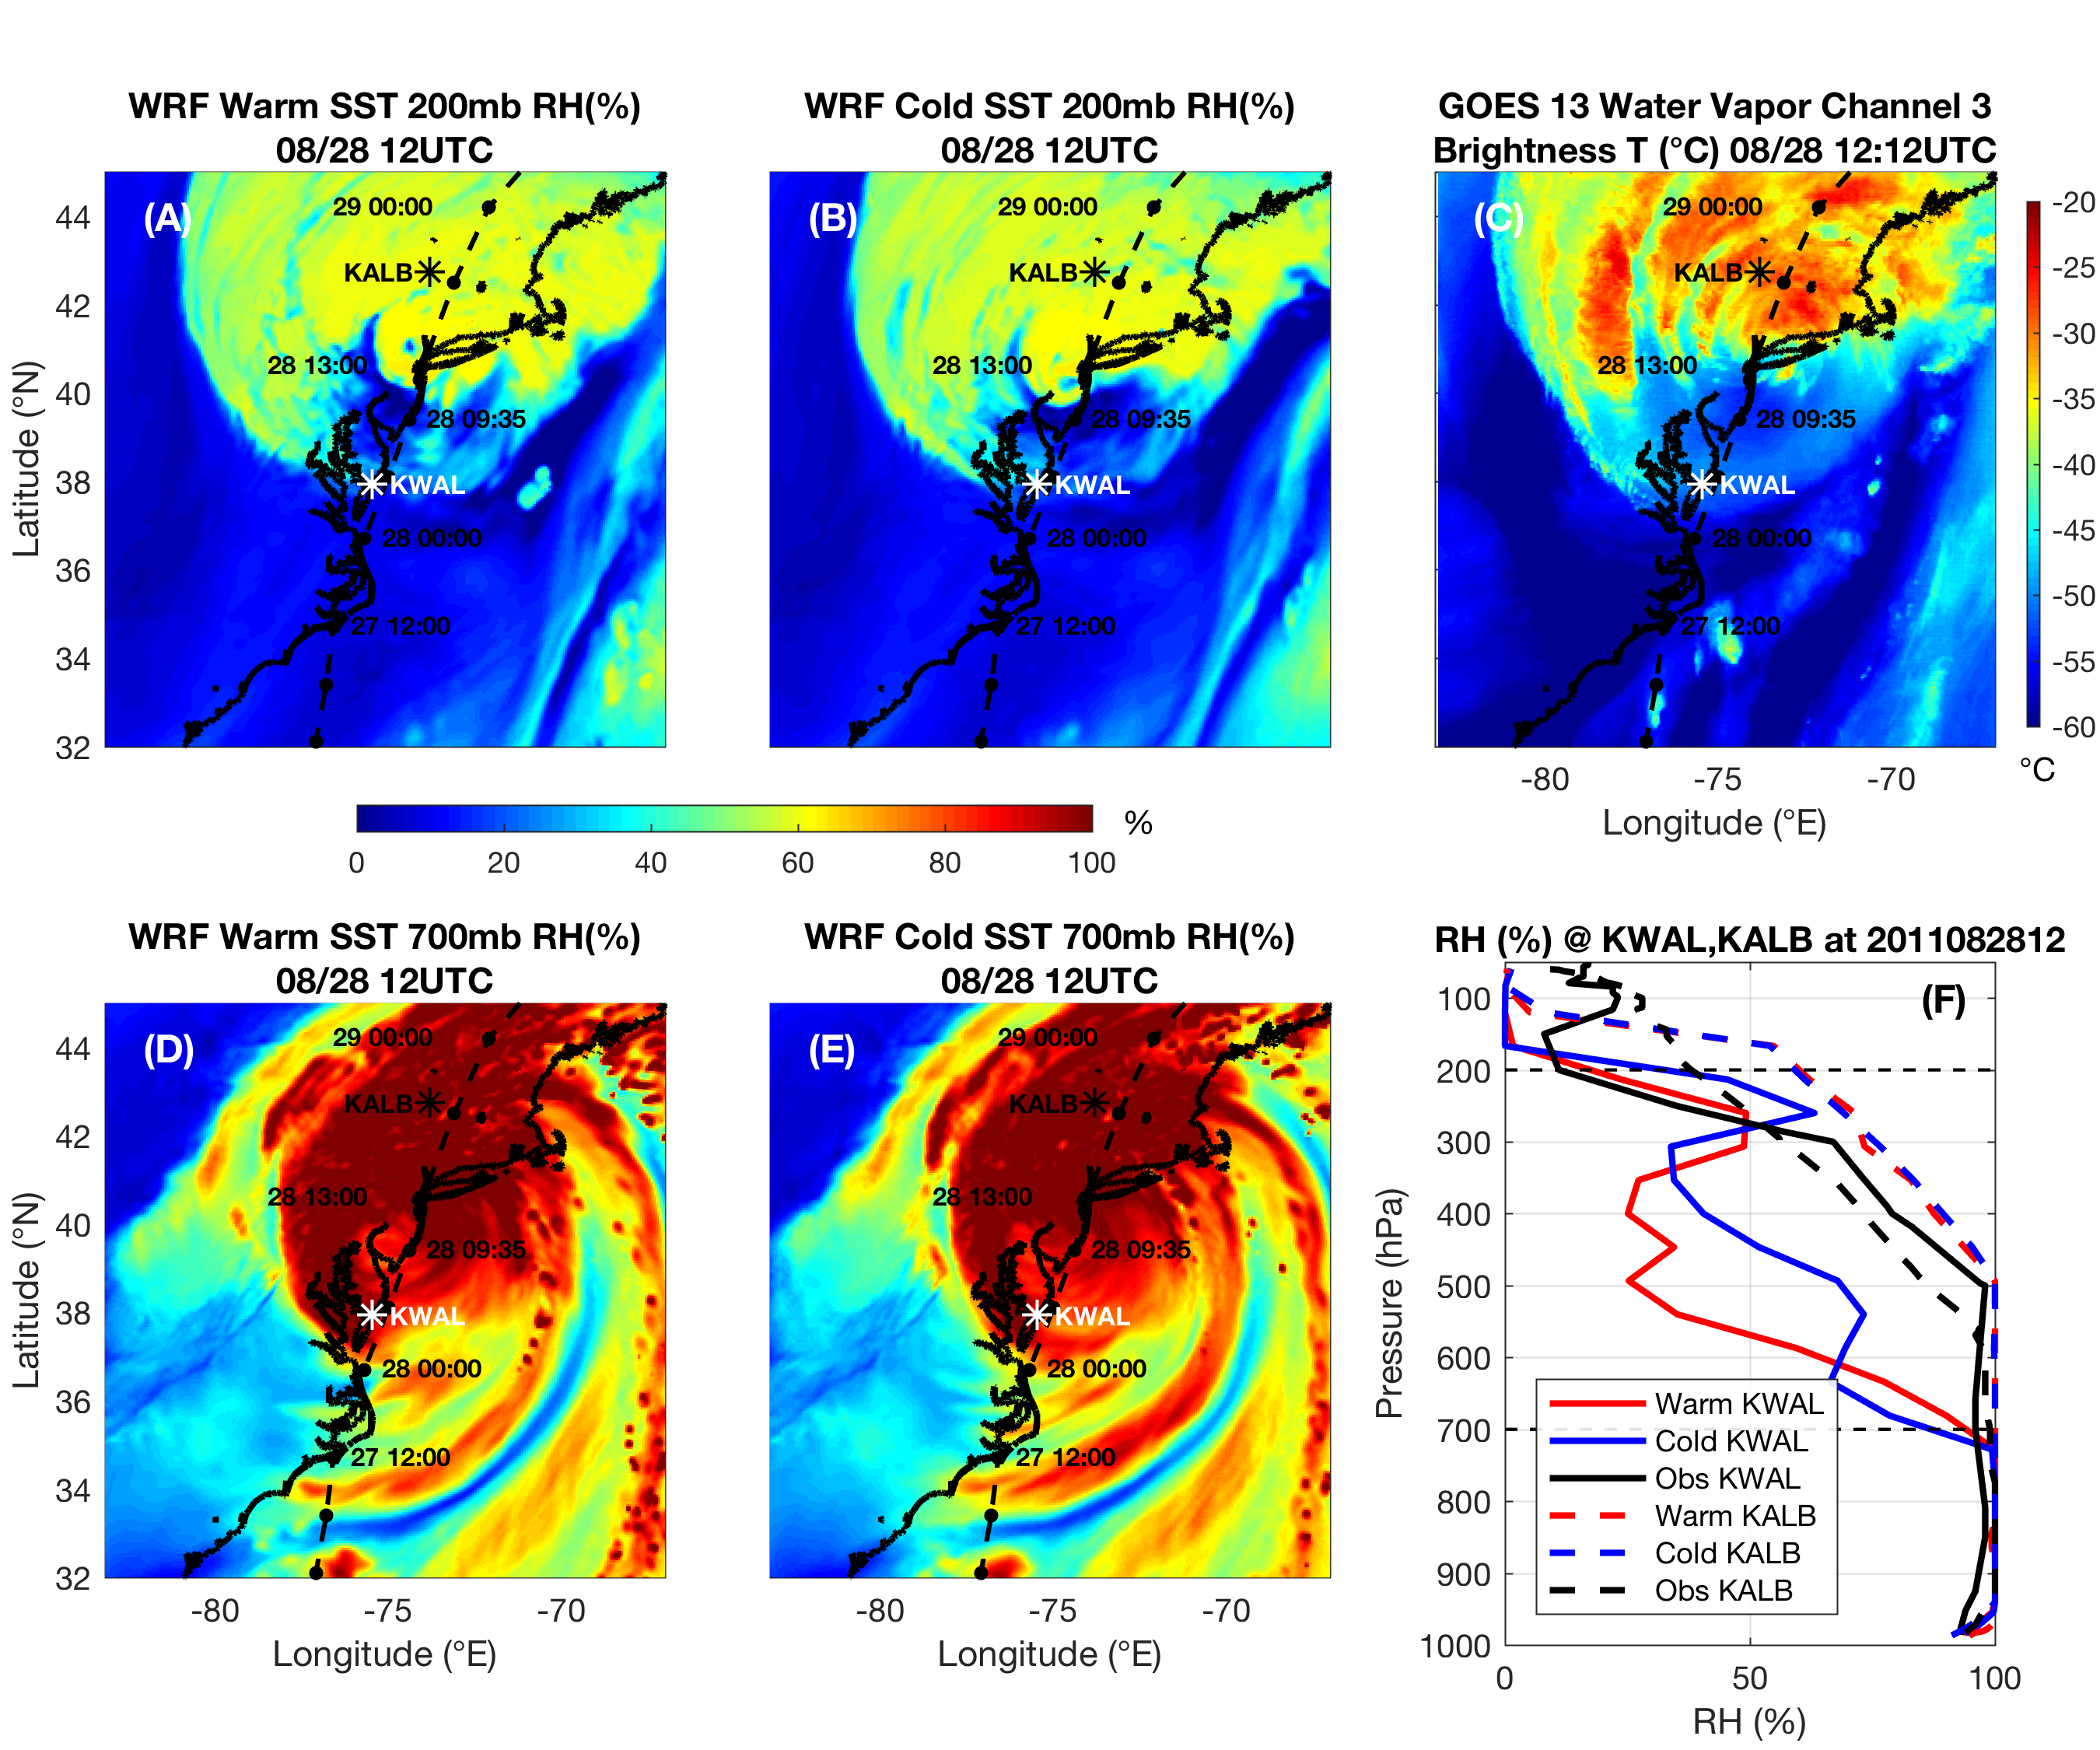 WRF Warm SST 200mb RH(%)
08/28 12UTC
WRF Cold SST 200mb RH(%)
08/28 12UTC
GOES 13 Water Vapor Channel 3
Brightness T (°C) 08/28 12:12UTC
(A)
29 00:00
KALB
28 13:00
28 09:35
KWAL
28 00:00
27 12:00
44
42
40
38
36
34
32
Latitude (°N)
(B)
29 00:00
KALB
28 13:00
28 09:35
KWAL
28 00:00
27 12:00
(C)
29 00:00
KALB
28 13:00
28 09:35
KWAL
28 00:00
27 12:00
-80 -75 -70
Longitude (°E)
-20
-25
-30
-35
-40
-45
-50
-55
-60
°C
0 20 40 60 80 100
%
WRF Warm SST 700mb RH(%)
08/28 12UTC
WRF Cold SST 700mb RH(%)
08/28 12UTC
RH (%) @ KWAL,KALB at 2011082812
(D)
29 00:00
KALB
28 13:00
28 09:35
KWAL
28 00:00
27 12:00
44
42
40
38
36
34
32
Latitude (°N)
-80 -75 -70
Longitude (°E)
(E)
29 00:00
KALB
28 13:00
28 09:35
KWAL
28 00:00
27 12:00
-80 -75 -70
Longitude (°E)
(F)
100
200
300
400
500
600
700
800
900
1000
Pressure (hPa)
Warm KWAL
Cold KWAL
Obs KWAL
Warm KALB
Cold KALB
Obs KALB
0 50 100
RH (%)